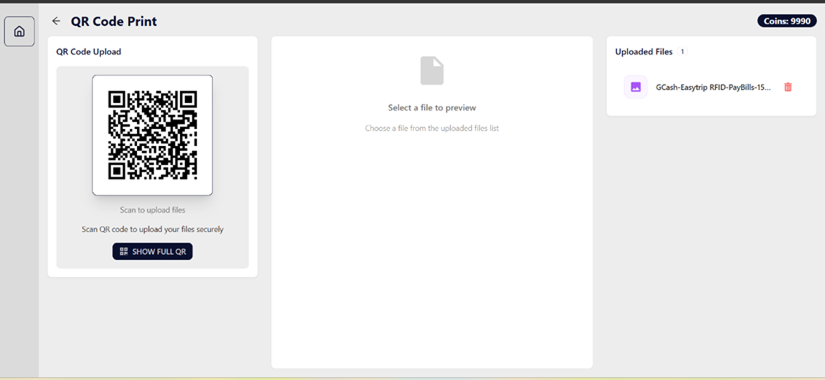 QR Code Print
Coins: 9990
QR Code Upload
Scan to upload files
Scan QR code to upload your files securely
SHOW FULL QR
Select a file to preview
Choose a file from the uploaded files list
Uploaded Files 1
GCash-Easytrip RFID-PayBills-15...